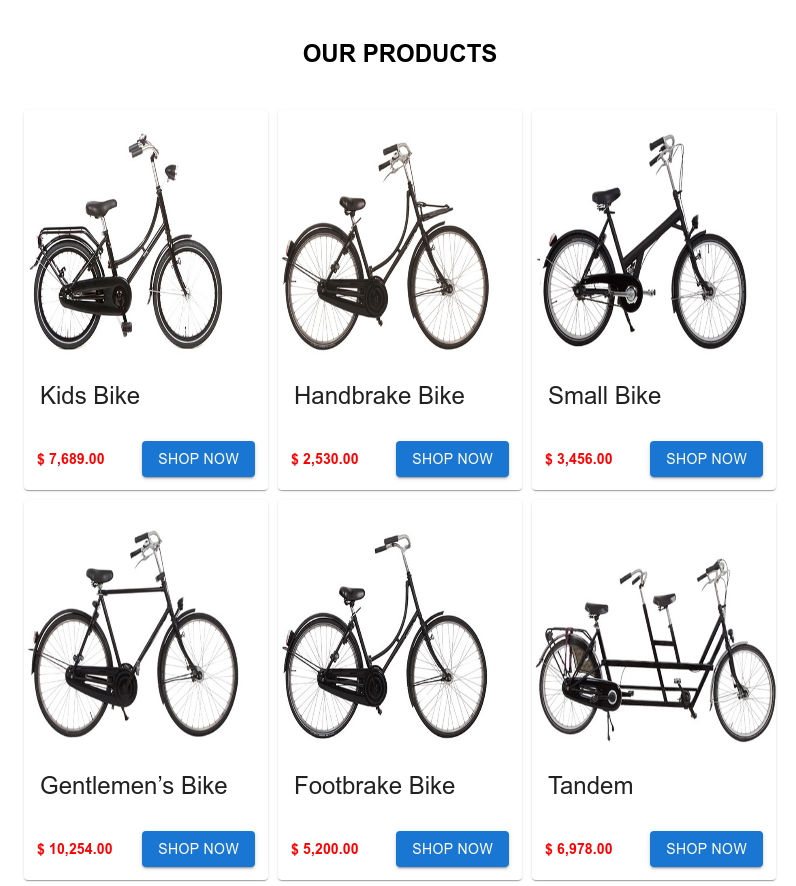 OUR PRODUCTS
Kids Bike
Handbrake Bike
Small Bike
$ 7,689.00
SHOP NOW
$ 2,530.00
SHOP NOW
$ 3,456.00
SHOP NOW
Gentlemen’s Bike
Footbrake Bike
Tandem
$ 10,254.00
SHOP NOW
$ 5,200.00
SHOP NOW
$ 6,978.00
SHOP NOW